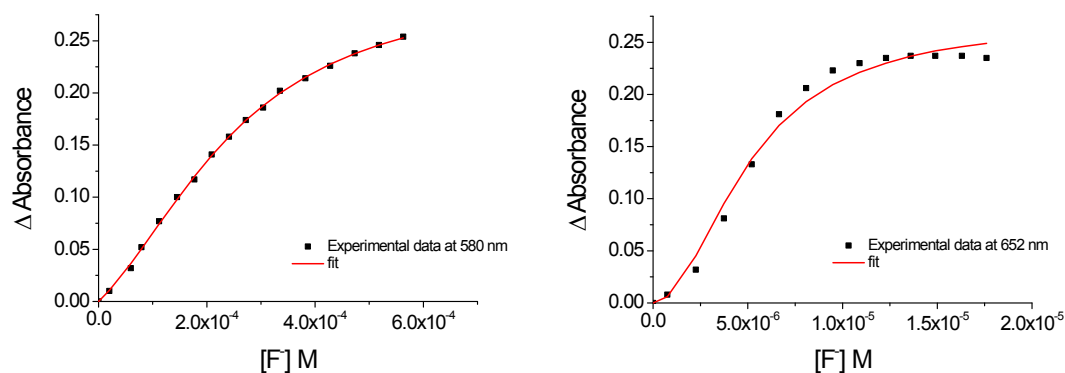 0.25
0.20
0.15
0.10
0.05
0.00
Δ Absorbance
Experimental data at 580 nm
fit
0.0 2.0x10⁻⁴ 4.0x10⁻⁴ 6.0x10⁻⁴
[F⁻] M
0.25
0.20
0.15
0.10
0.05
0.00
Δ Absorbance
Experimental data at 652 nm
fit
0.0 5.0x10⁻⁶ 1.0x10⁻⁵ 1.5x10⁻⁵ 2.0x10⁻⁵
[F⁻] M